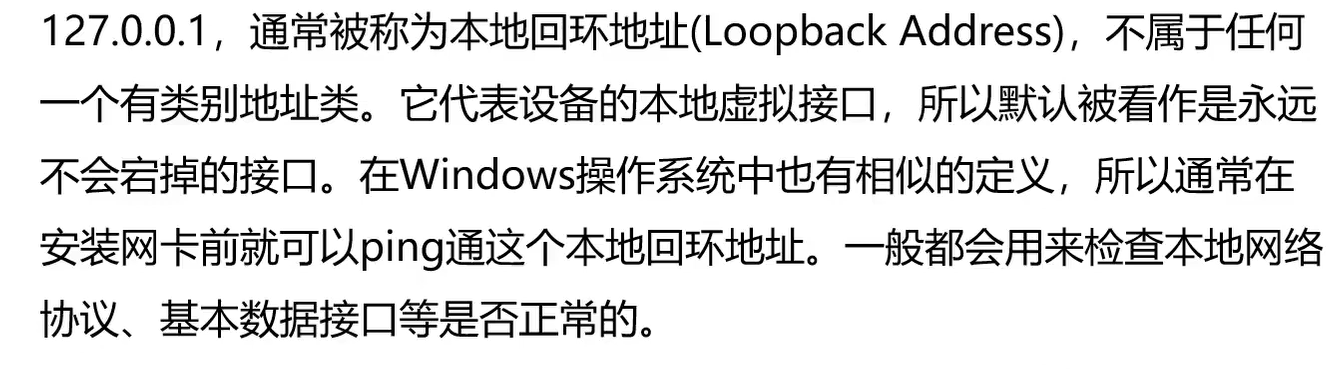 127.0.0.1，通常被称为本地回环地址(Loopback Address)，不属于任何
一个有类别地址类。它代表设备的本地虚拟接口，所以默认被看作是永远
不会宕掉的接口。在Windows操作系统中也有相似的定义，所以通常在
安装网卡前就可以ping通这个本地回环地址。一般都会用来检查本地网络
协议、基本数据接口等是否正常的。